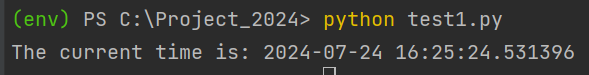 (env) PS C:\Project_2024> python test1.py
The current time is: 2024-07-24 16:25:24.531396